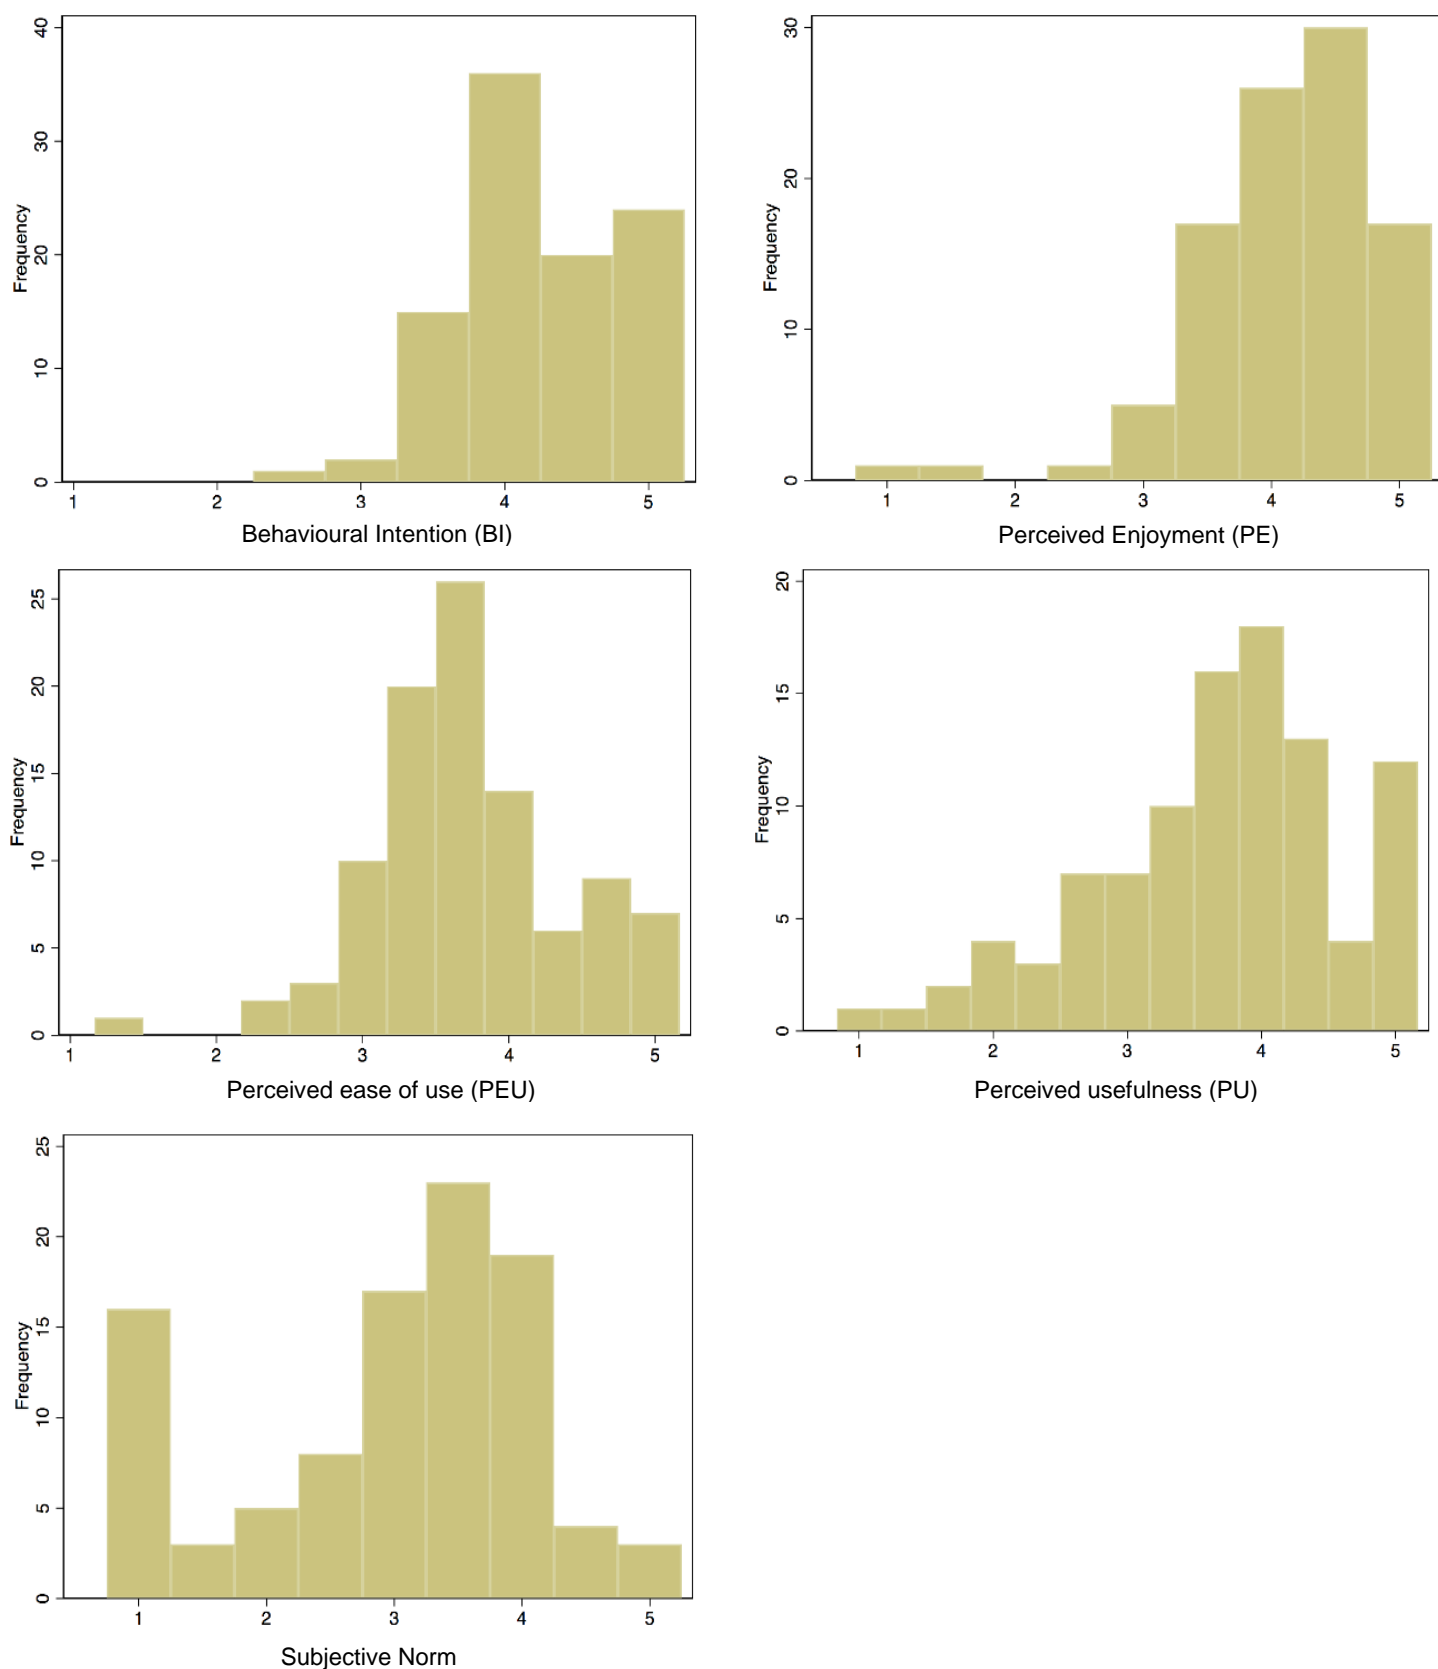 40
30
20
10
0
Frequency
1 2 3 4 5
Behavioural Intention (BI)
30
20
10
0
Frequency
1 2 3 4 5
Perceived Enjoyment (PE)
25
20
15
10
5
0
Frequency
1 2 3 4 5
Perceived ease of use (PEU)
20
15
10
5
0
Frequency
1 2 3 4 5
Perceived usefulness (PU)
25
20
15
10
5
0
Frequency
1 2 3 4 5
Subjective Norm